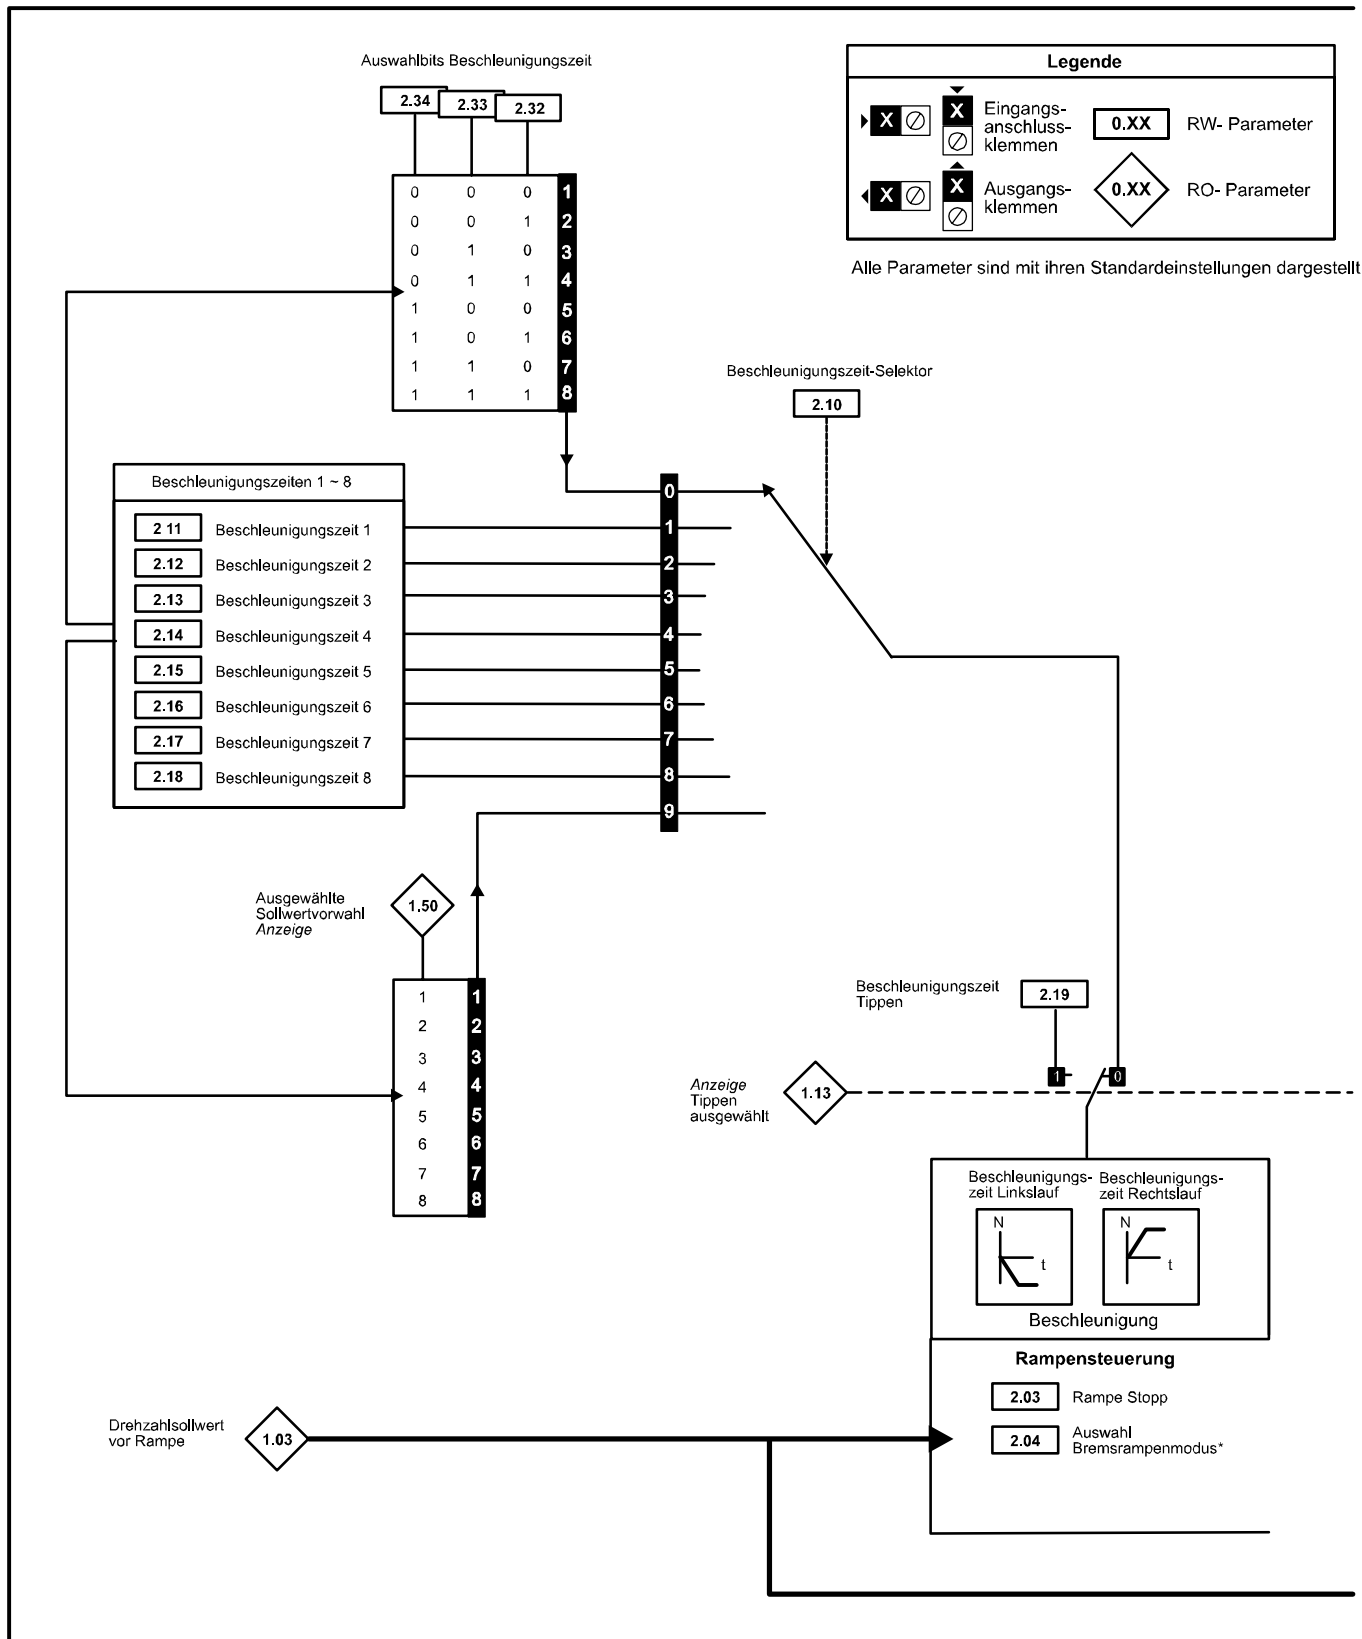 Auswahlbits Beschleunigungszeit
2.34 2.33 2.32
0 0 0 1
0 0 1 2
0 1 0 3
0 1 1 4
1 0 0 5
1 0 1 6
1 1 0 7
1 1 1 8
Legende
X Eingangs-
anschluss-
klemmen
X
0.XX RW- Parameter
X Ausgangs-
klemmen
X
0.XX RO- Parameter
Alle Parameter sind mit ihren Standardeinstellungen dargestellt
Beschleunigungszeit-Selektor
2.10
Beschleunigungszeiten 1 ~ 8
2 11 Beschleunigungszeit 1
2.12 Beschleunigungszeit 2
2.13 Beschleunigungszeit 3
2.14 Beschleunigungszeit 4
2.15 Beschleunigungszeit 5
2.16 Beschleunigungszeit 6
2.17 Beschleunigungszeit 7
2.18 Beschleunigungszeit 8
0
1
2
3
4
5
6
7
8
9
Ausgewählte
Sollwertvorwahl
Anzeige
1.50
1 1
2 2
3 3
4 4
5 5
6 6
7 7
8 8
Beschleunigungszeit
Tippen
2.19
1 0
Anzeige
Tippen
ausgewählt
1.13
Beschleunigungs-
zeit Linkslauf
N
t
Beschleunigungs-
zeit Rechtslauf
N
t
Beschleunigung
Rampensteuerung
2.03 Rampe Stopp
2.04 Auswahl
Bremsrampenmodus*
Drehzahlsollwert
vor Rampe
1.03